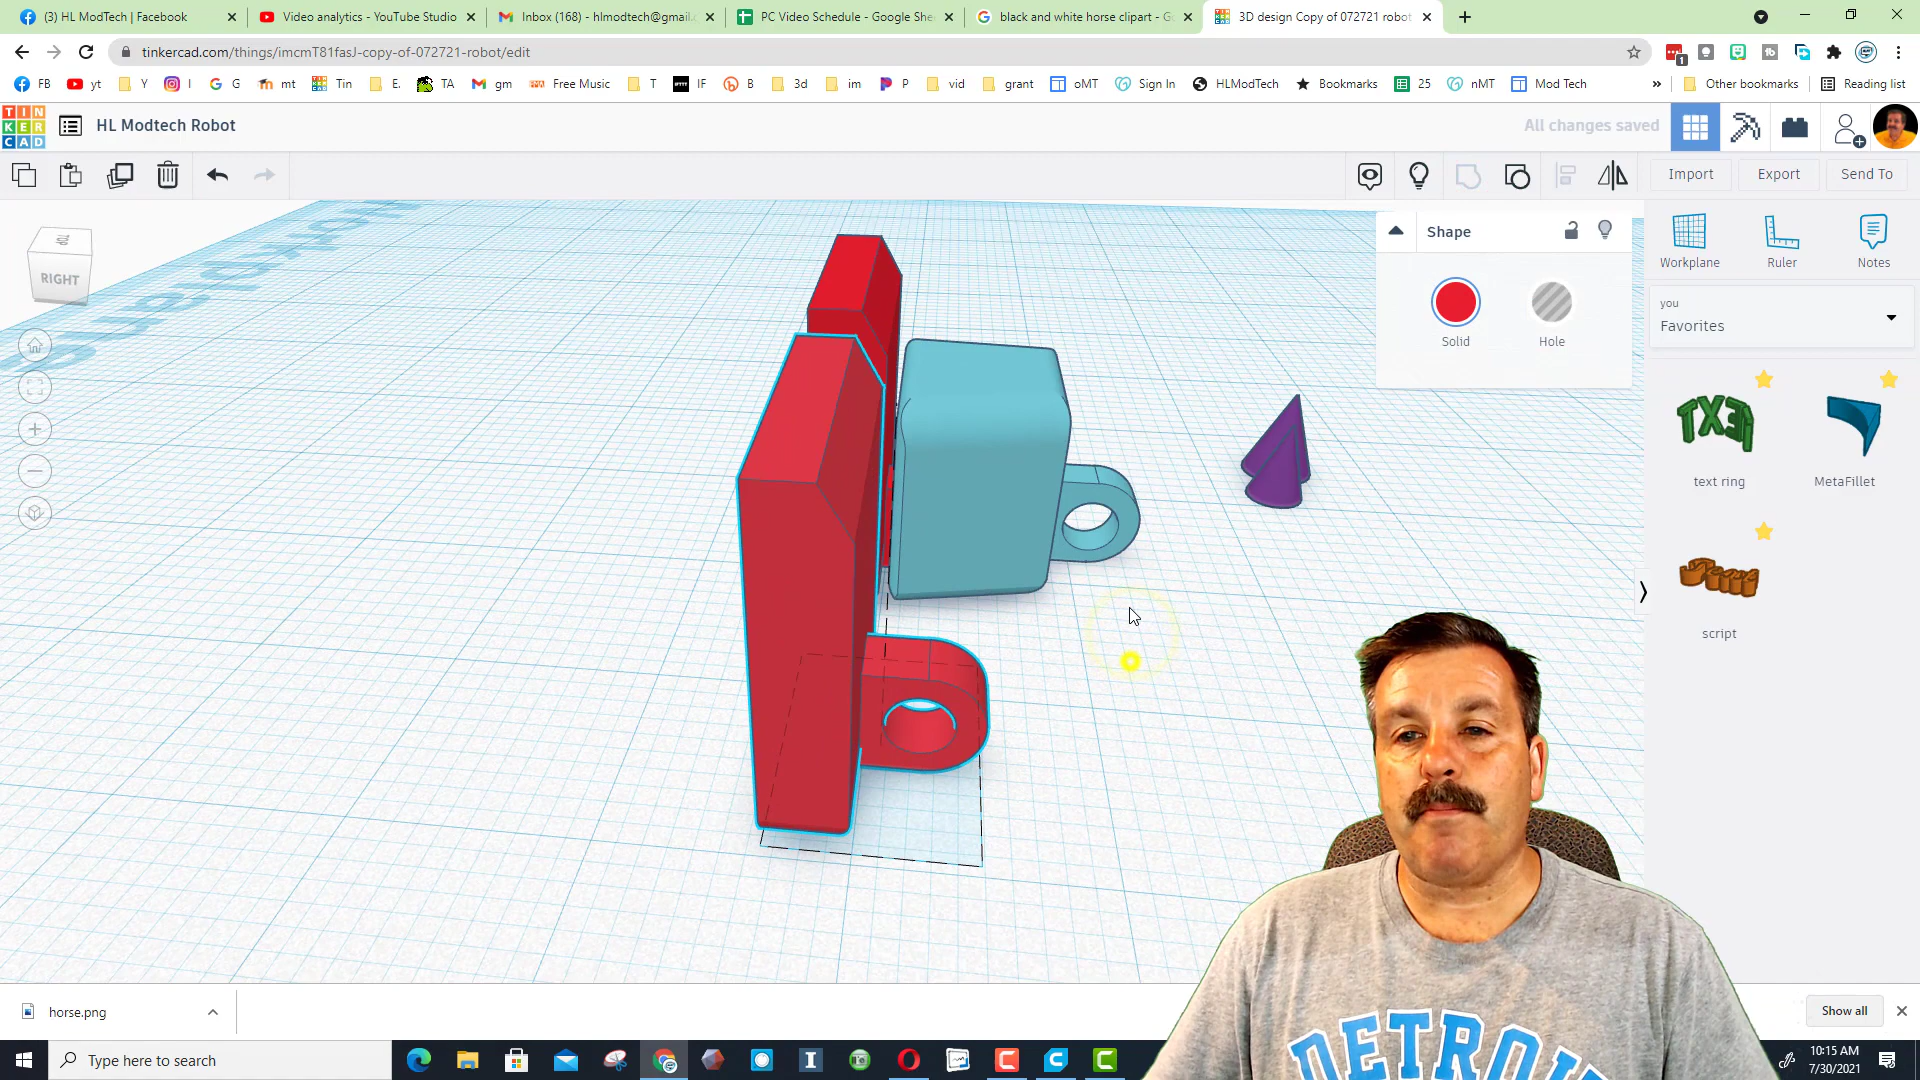 (3) HL ModTech | Facebook
Video analytics - YouTube Studio
Inbox (168) - hlmodtech@gmail.
PC Video Schedule - Google She
black and white horse clipart - G
3D design Copy of 072721 robot
tinkercad.com/things/imcmT81fasJ-copy-of-072721-robot/edit
1
FB
yt
Y
I
G
mt
Tin
E.
TA
gm
Free Music
T
IF
B
3d
im
P
vid
grant
oMT
Sign In
HLModTech
Bookmarks
25
nMT
Mod Tech
»
Other bookmarks
Reading list
TIN
KER
CAD
HL Modtech Robot
All changes saved
Import
Export
Send To
TOP
RIGHT
Shape
Solid
Hole
Workplane
Ruler
Notes
you
Favorites
TEXT
text ring
MetaFillet
script
DETROIT
horse.png
Show all
Type here to search
10:15 AM
7/30/2021